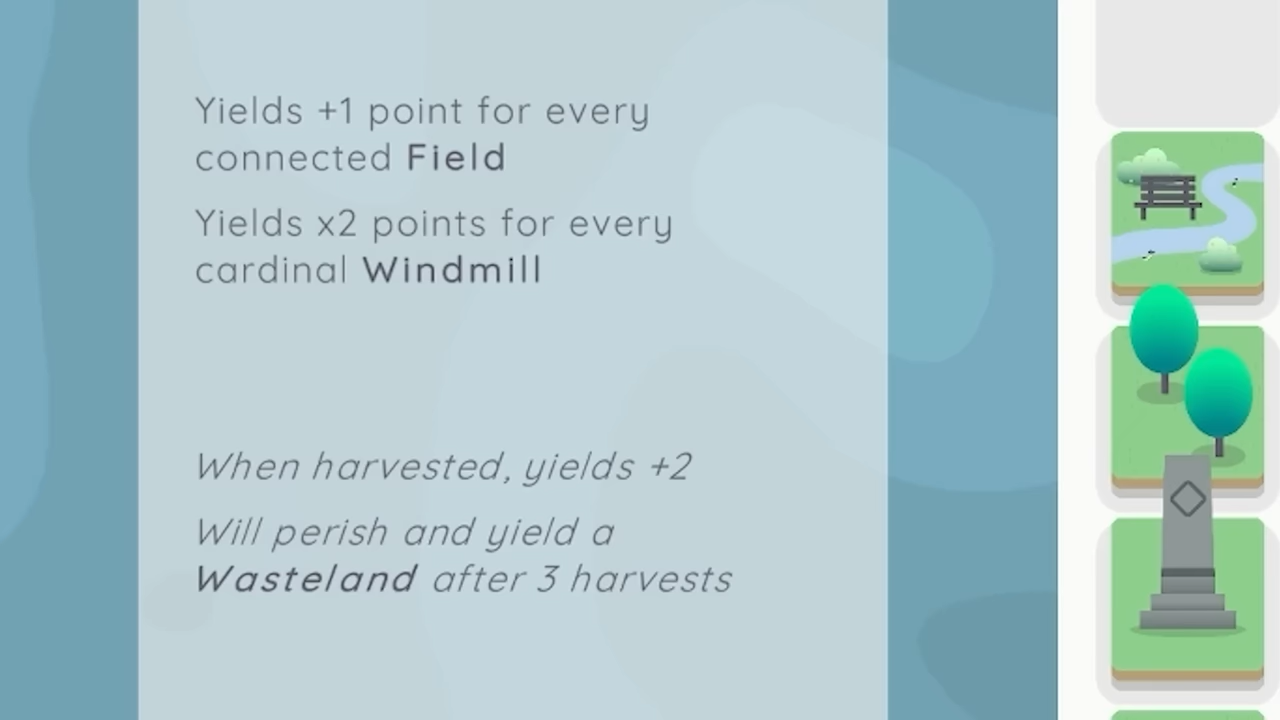 Yields +1 point for every
connected Field
Yields x2 points for every
cardinal Windmill
When harvested, yields +2
Will perish and yield a
Wasteland after 3 harvests